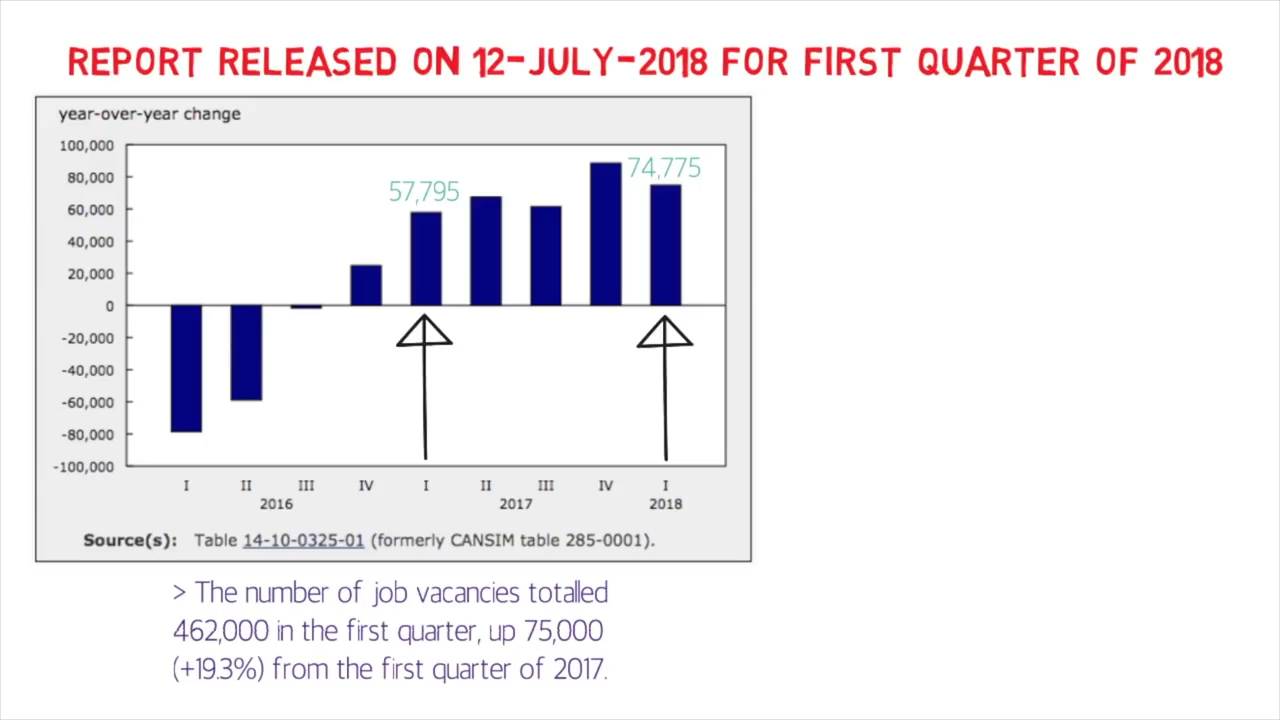 REPORT RELEASED ON 12-JULY-2018 FOR FIRST QUARTER OF 2018
year-over-year change
100,000
80,000
60,000
40,000
20,000
0
-20,000
-40,000
-60,000
-80,000
-100,000
57,795
74,775
I II III IV I II III IV I
2016 2017 2018
Source(s): Table 14-10-0325-01 (formerly CANSIM table 285-0001).
> The number of job vacancies totalled
462,000 in the first quarter, up 75,000
(+19.3%) from the first quarter of 2017.